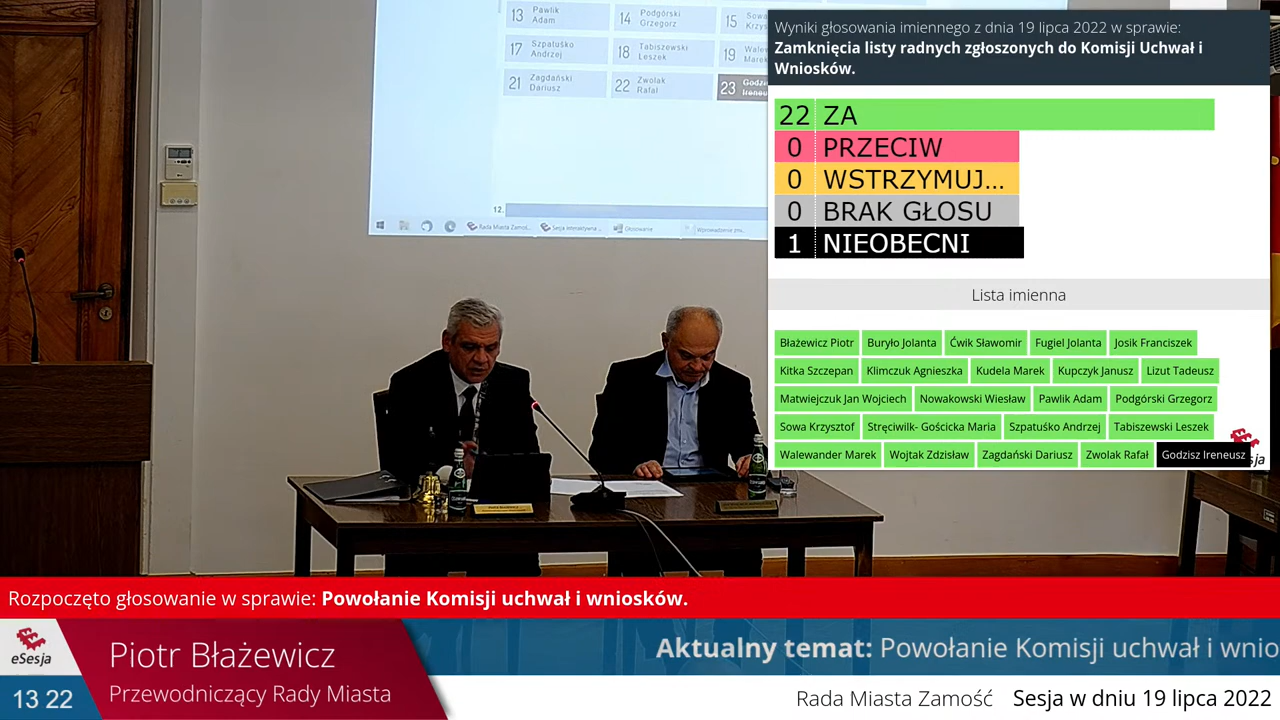 13 Pawlik Adam
14 Podgórski Grzegorz
15 Sowa
17 Szpatuśko Andrzej
18 Tabiszewski Leszek
19
21 Zagdański Dariusz
22 Zwolak Rafał
23
12.
Wyniki głosowania imiennego z dnia 19 lipca 2022 w sprawie:
Zamknięcia listy radnych zgłoszonych do Komisji Uchwał i
Wniosków.
22 ZA
0 PRZECIW
0 WSTRZYMUJ...
0 BRAK GŁOSU
1 NIEOBECNI
Lista imienna
Błażewicz Piotr Buryło Jolanta Ćwik Sławomir Fugiel Jolanta Josik Franciszek
Kitka Szczepan Klimczuk Agnieszka Kudela Marek Kupczyk Janusz Lizut Tadeusz
Matwiejczuk Jan Wojciech Nowakowski Wiesław Pawlik Adam Podgórski Grzegorz
Sowa Krzysztof Stręciwilk- Gościcka Maria Szpatuśko Andrzej Tabiszewski Leszek
Walewander Marek Wojtak Zdzisław Zagdański Dariusz Zwolak Rafał Godzisz Ireneusz
Rozpoczęto głosowanie w sprawie: Powołanie Komisji uchwał i wniosków.
eSesja
Piotr Błażewicz
Aktualny temat: Powołanie Komisji uchwał i wnio
Przewodniczący Rady Miasta
13 22
Rada Miasta Zamość Sesja w dniu 19 lipca 2022